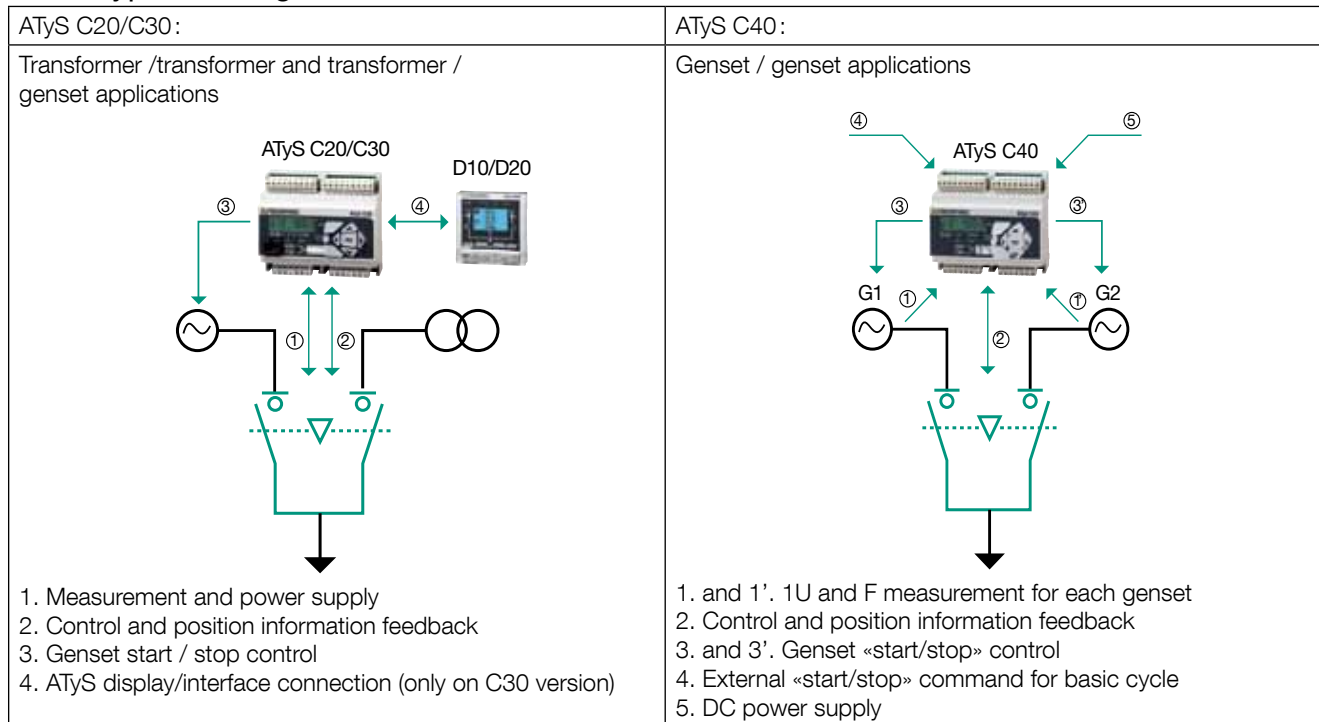 ATyS C20/C30:
Transformer /transformer and transformer /
genset applications
ATyS C20/C30
D10/D20
③
④
①
②
1. Measurement and power supply
2. Control and position information feedback
3. Genset start / stop control
4. ATyS display/interface connection (only on C30 version)
ATyS C40:
Genset / genset applications
④
⑤
ATyS C40
③
3'
G1
①
1'
G2
②
1. and 1’. 1U and F measurement for each genset
2. Control and position information feedback
3. and 3’. Genset «start/stop» control
4. External «start/stop» command for basic cycle
5. DC power supply